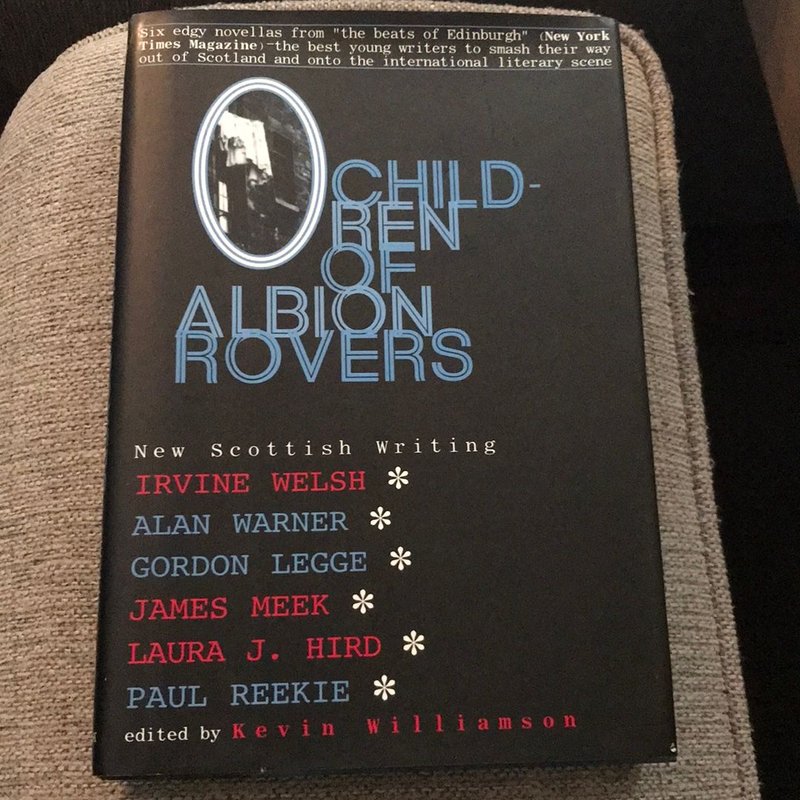 Six edgy novellas from "the beats of Edinburgh" (New York
Times Magazine)—the best young writers to smash their way
out of Scotland and onto the international literary scene
CHILD-
REN
OF
ALBION
ROVERS
New Scottish Writing
IRVINE WELSH *
ALAN WARNER *
GORDON LEGGE *
JAMES MEEK *
LAURA J. HIRD *
PAUL REEKIE *
edited by Kevin Williamson